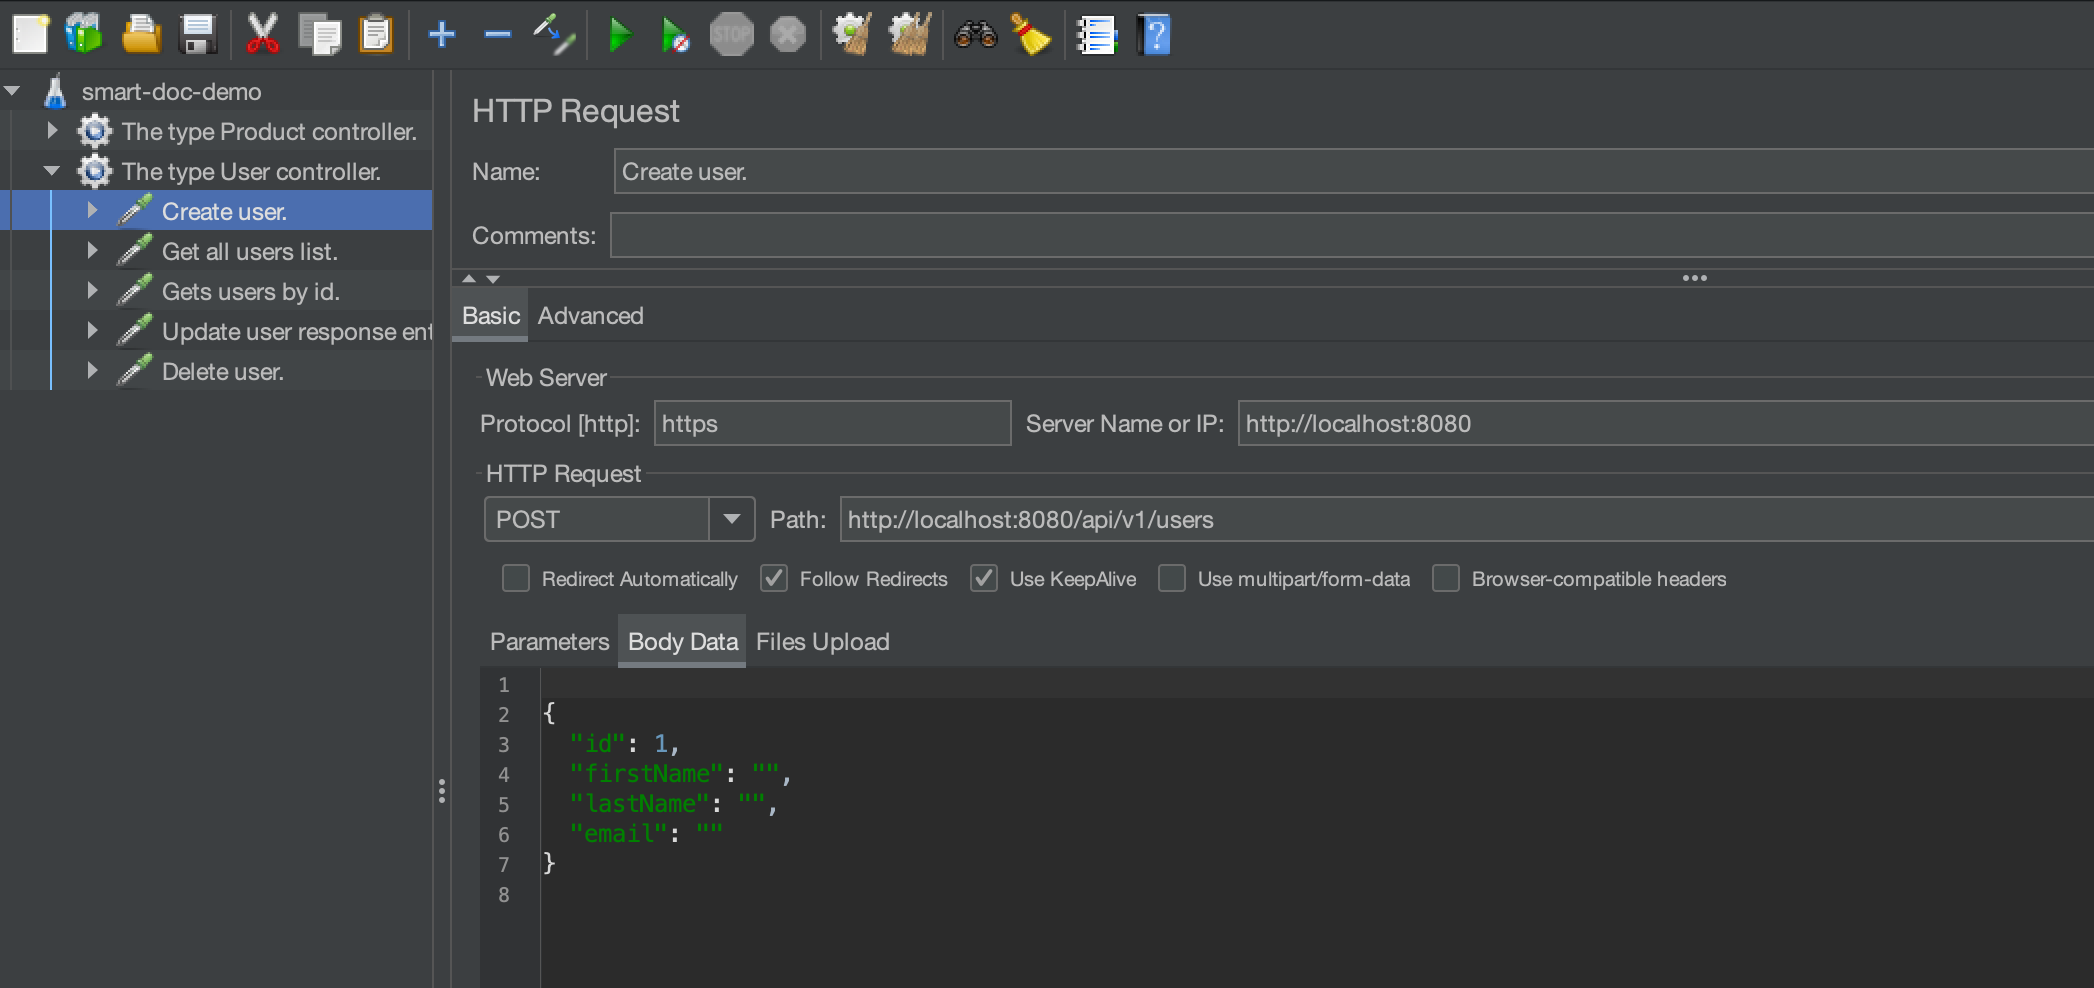 STOP
?
smart-doc-demo
The type Product controller.
The type User controller.
Create user.
Get all users list.
Gets users by id.
Update user response ent
Delete user.
HTTP Request
Name: Create user.
Comments:
Basic Advanced
Web Server
Protocol [http]: https Server Name or IP: http://localhost:8080
HTTP Request
POST Path: http://localhost:8080/api/v1/users
Redirect Automatically Follow Redirects Use KeepAlive Use multipart/form-data Browser-compatible headers
Parameters Body Data Files Upload
1
2 {
3 "id": 1,
4 "firstName": "",
5 "lastName": "",
6 "email": ""
7 }
8